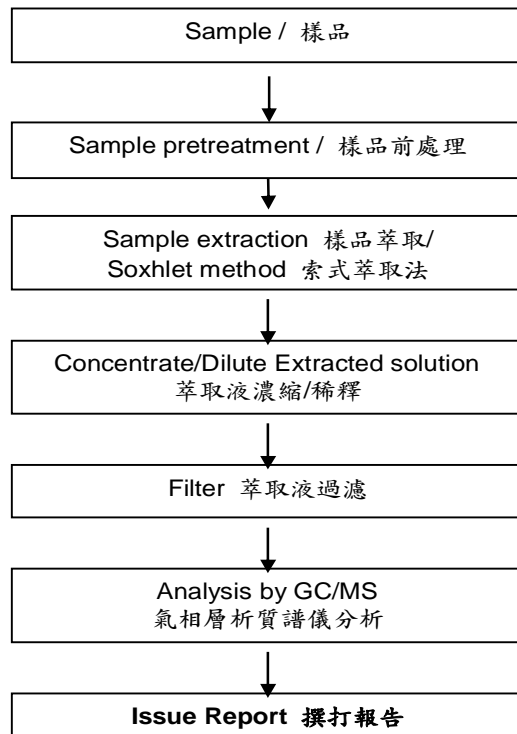 Sample / 樣品
Sample pretreatment / 樣品前處理
Sample extraction 樣品萃取/
Soxhlet method 索式萃取法
Concentrate/Dilute Extracted solution
萃取液濃縮/稀釋
Filter 萃取液過濾
Analysis by GC/MS
氣相層析質譜儀分析
Issue Report 撰打報告